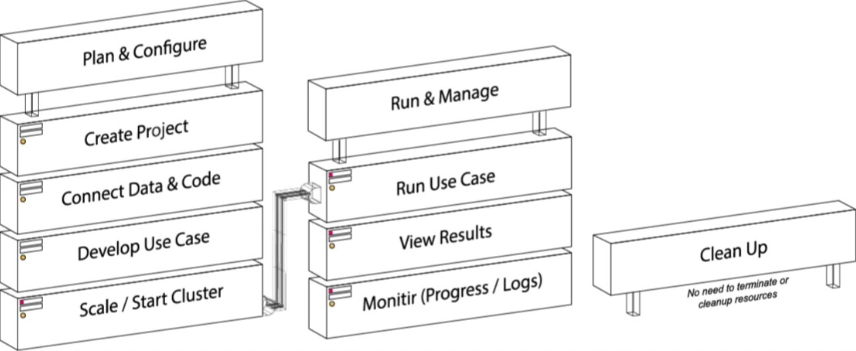 Plan & Configure
Create Project
Connect Data & Code
Develop Use Case
Scale / Start Cluster
Run & Manage
Run Use Case
View Results
Monitir (Progress / Logs)
Clean Up
No need to terminate or
cleanup resources